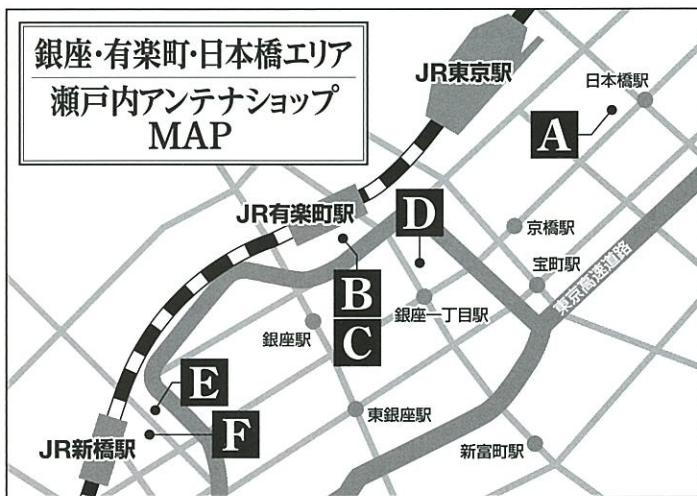 銀座・有楽町・日本橋エリア
瀬戸内アンテナショップ
MAP
JR東京駅
日本橋駅
A
JR有楽町駅
D
京橋駅
宝町駅
東京高速道路
B
C
銀座駅
銀座一丁目駅
E
F
東銀座駅
JR新橋駅
新富町駅